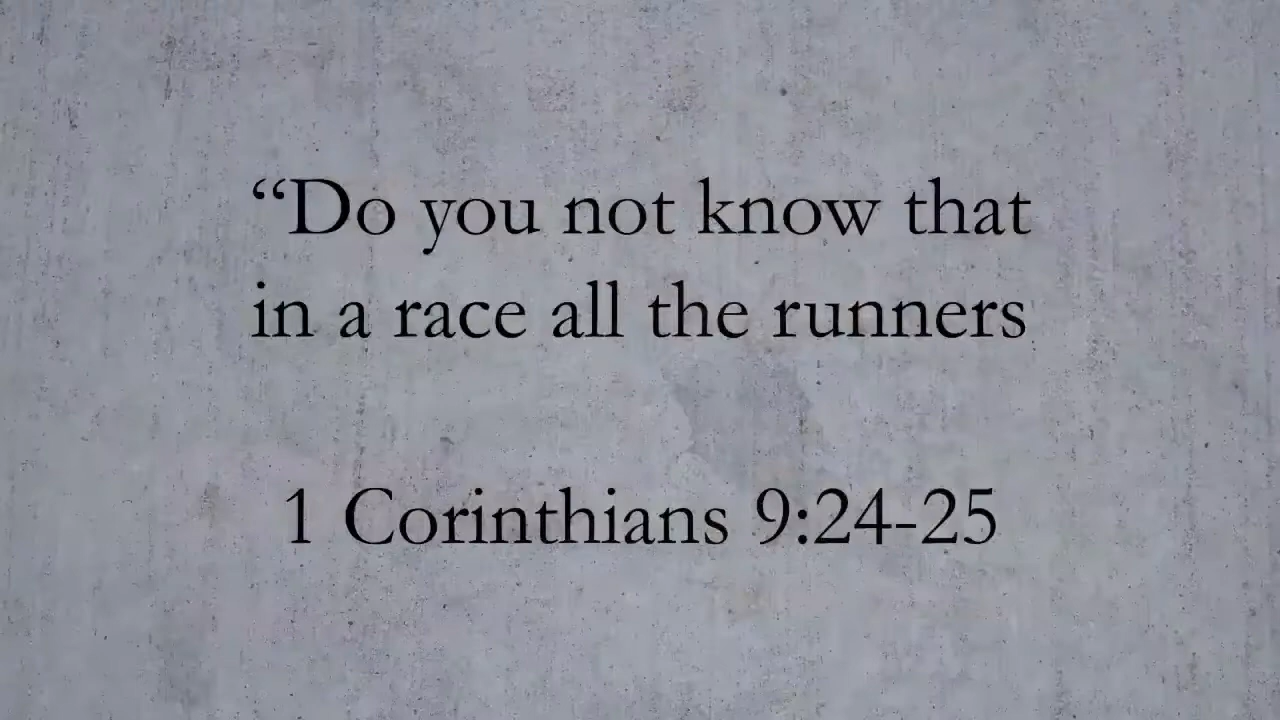 “Do you not know that
in a race all the runners
1 Corinthians 9:24-25